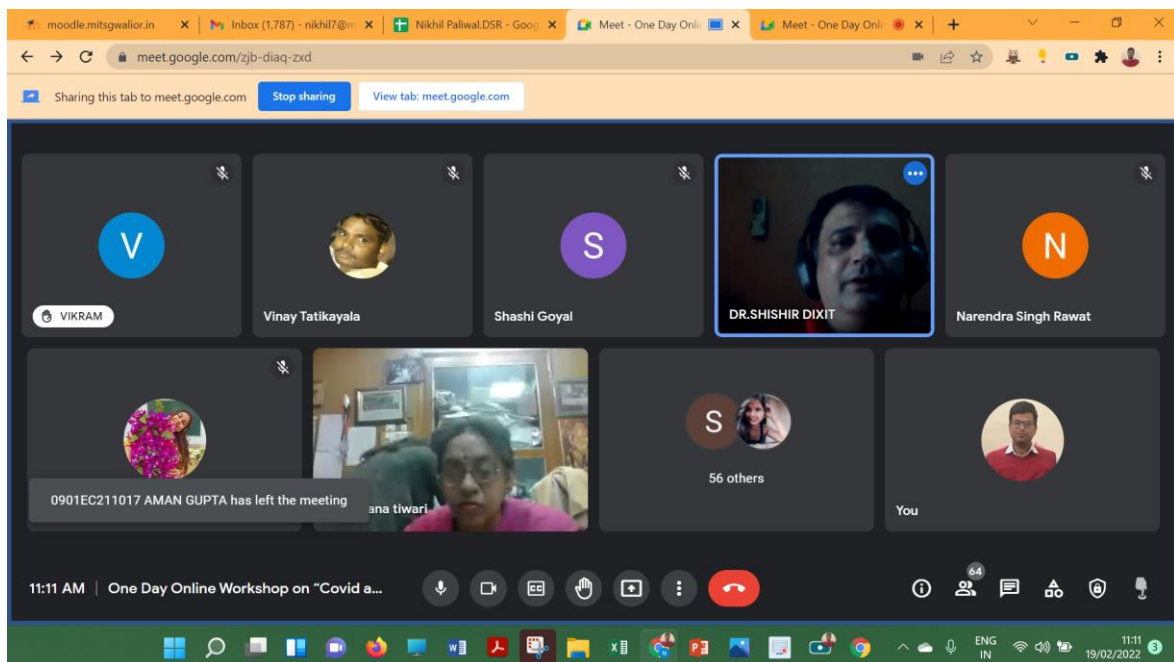 moodle.mitsgwalior.in
Inbox (1,787) - nikhil7@m
Nikhil Paliwal.DSR - Goog
Meet - One Day Onli
Meet - One Day Onli
meet.google.com/zjb-diaq-zxd
Sharing this tab to meet.google.com
Stop sharing
View tab: meet.google.com
V
VIKRAM
Vinay Tatikayala
S
Shashi Goyal
DR.SHISHIR DIXIT
N
Narendra Singh Rawat
0901EC211017 AMAN GUPTA has left the meeting
ana tiwari
S
56 others
You
11:11 AM | One Day Online Workshop on "Covid a...
CC
64
ENG
IN
11:11
19/02/2022
3